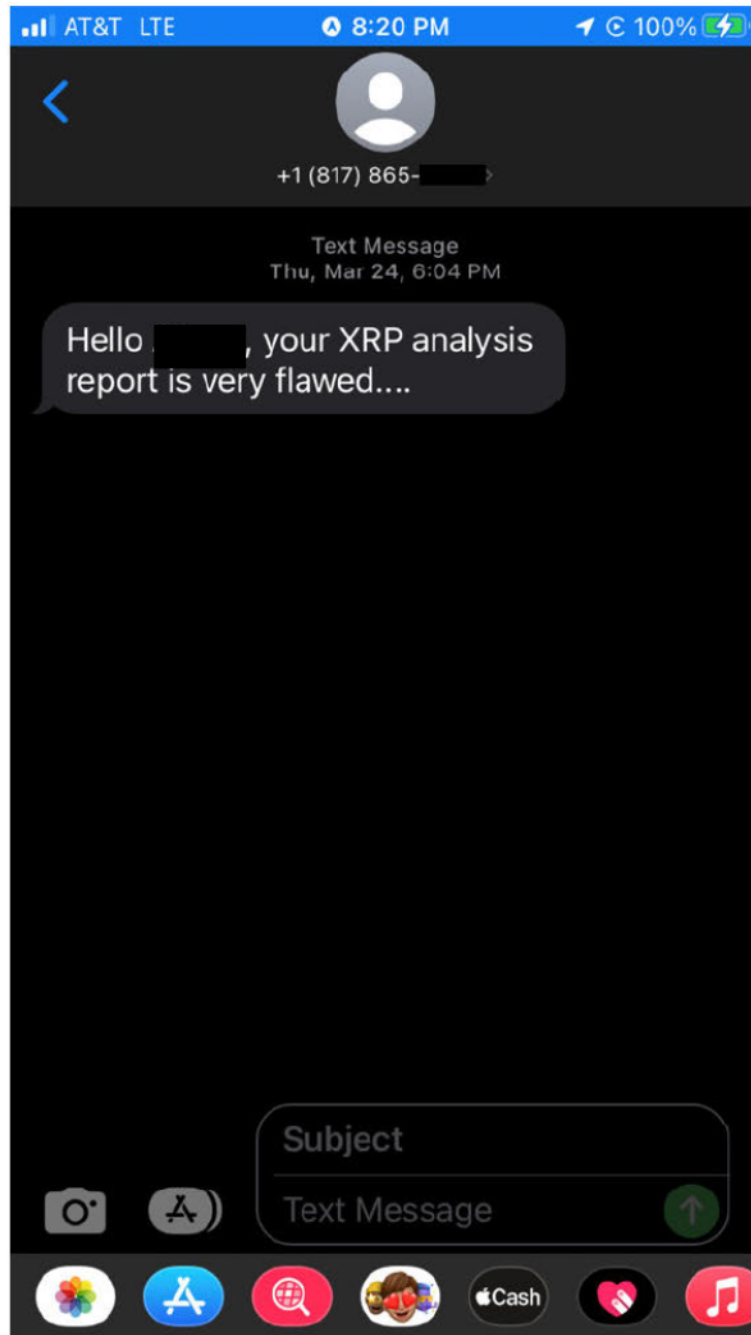 AT&T LTE 8:20 PM 100%
+1 (817) 865-
Text Message
Thu, Mar 24, 6:04 PM
Hello , your XRP analysis
report is very flawed....
Subject
Text Message
Cash